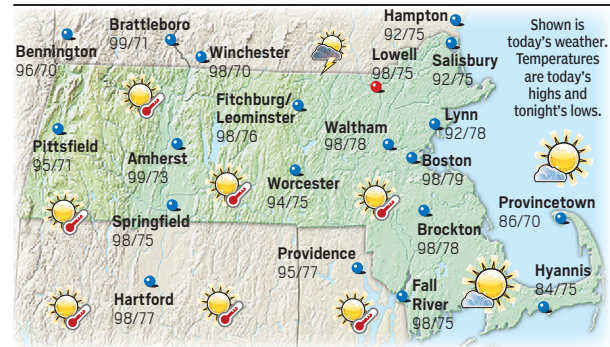 Brattleboro
99/71
Hampton
92/75
Bennington
96/70
Winchester
98/70
Lowell
98/75
Salisbury
92/75
Shown is
today's weather.
Temperatures
are today's
highs and
tonight's lows.
Fitchburg/
Leominster
98/76
Lynn
92/78
Waltham
98/78
Pittsfield
95/71
Amherst
99/73
Boston
98/79
Worcester
94/75
Springfield
98/75
Brockton
98/78
Provincetown
86/70
Providence
95/77
Hartford
98/77
Fall
River
98/75
Hyannis
84/75